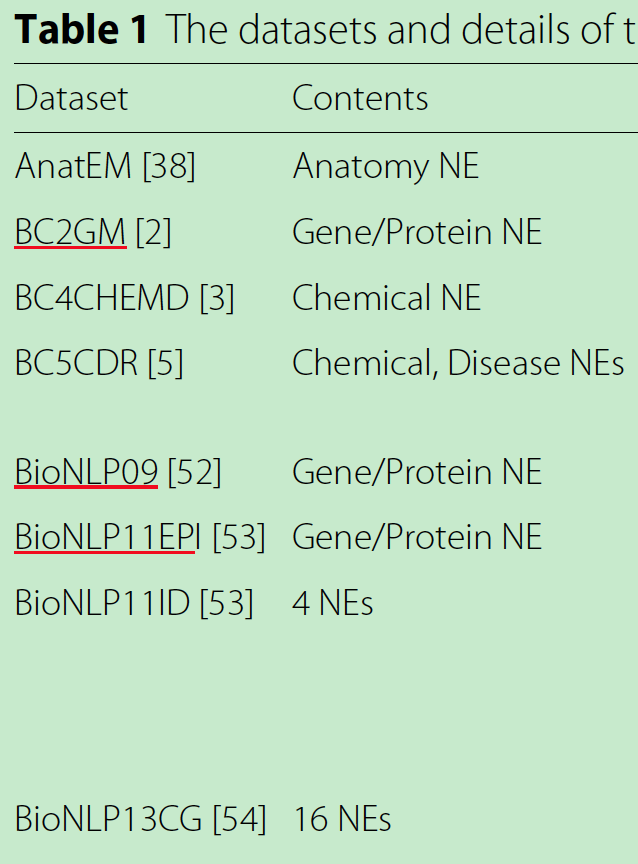 Table 1 The datasets and details of t
Dataset Contents
AnatEM [38] Anatomy NE
BC2GM [2] Gene/Protein NE
BC4CHEMD [3] Chemical NE
BC5CDR [5] Chemical, Disease NEs
BioNLP09 [52] Gene/Protein NE
BioNLP11EPI [53] Gene/Protein NE
BioNLP11ID [53] 4 NEs
BioNLP13CG [54] 16 NEs